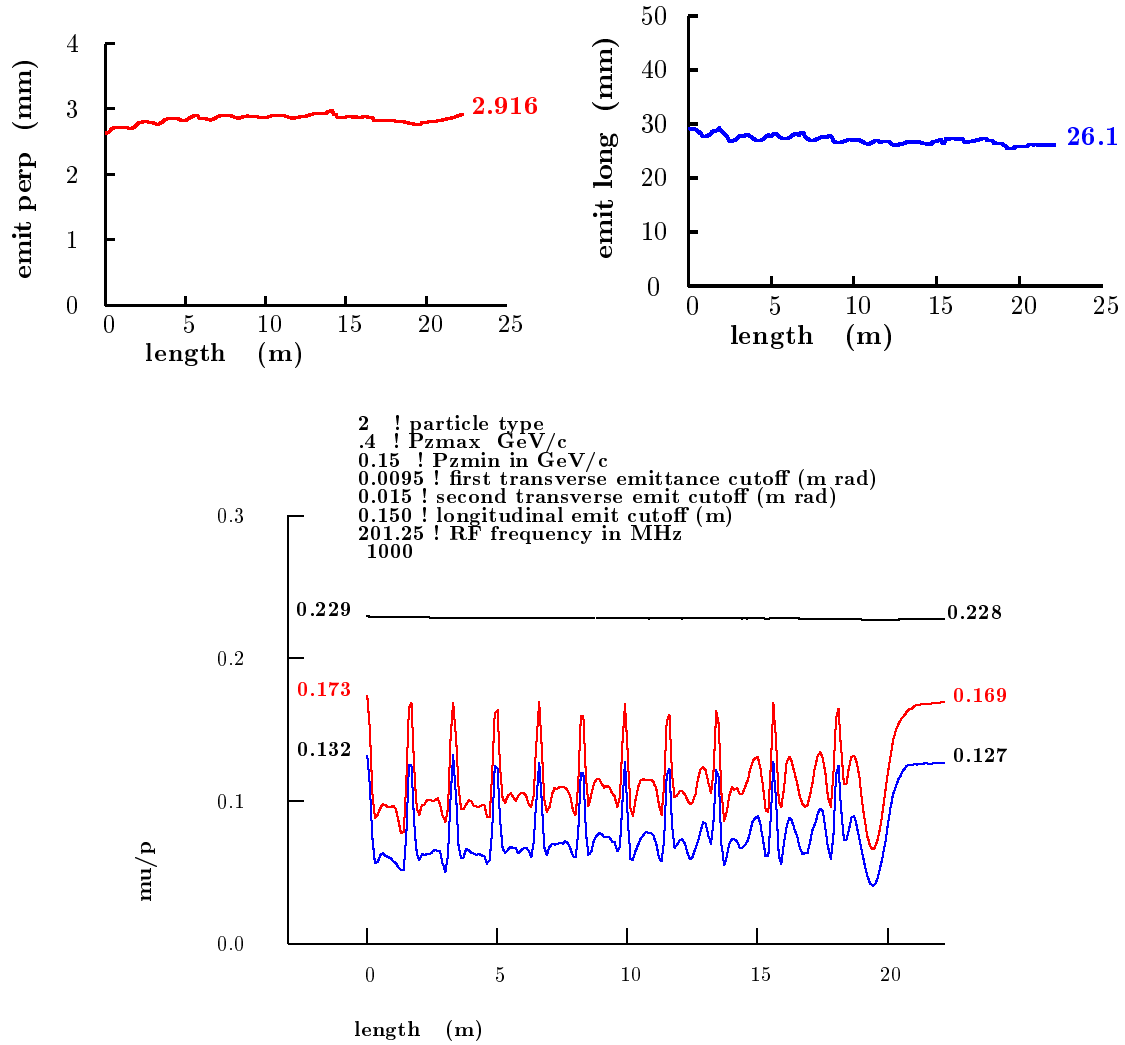 4
3
2
1
0
emit perp (mm)
2.916
0 5 10 15 20 25
length (m)
50
40
30
20
10
0
emit long (mm)
26.1
0 5 10 15 20 25
length (m)
2 ! particle type
.4 ! Pzmax GeV/c
0.15 ! Pzmin in GeV/c
0.0095 ! first transverse emittance cutoff (m rad)
0.015 ! second transverse emit cutoff (m rad)
0.150 ! longitudinal emit cutoff (m)
201.25 ! RF frequency in MHz
1000
0.3
0.2
0.1
0.0
mu/p
0.229
0.173
0.132
0.228
0.169
0.127
0 5 10 15 20
length (m)